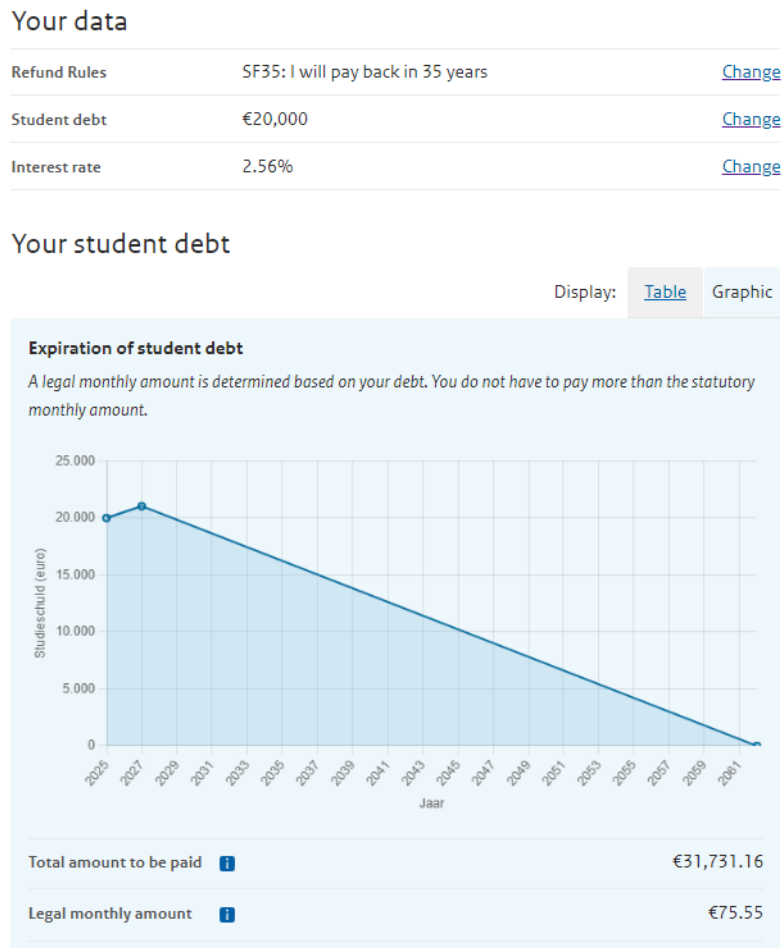 Your data
Refund Rules SF35: I will pay back in 35 years Change
Student debt €20,000 Change
Interest rate 2.56% Change
Your student debt
Display: Table Graphic
Expiration of student debt
A legal monthly amount is determined based on your debt. You do not have to pay more than the statutory
monthly amount.
25.000
20.000
15.000
10.000
5.000
0
Studieschuld (euro)
2025 2027 2029 2031 2033 2035 2037 2039 2041 2043 2045 2047 2049 2051 2053 2055 2057 2059 2061
Jaar
Total amount to be paid i €31,731.16
Legal monthly amount i €75.55